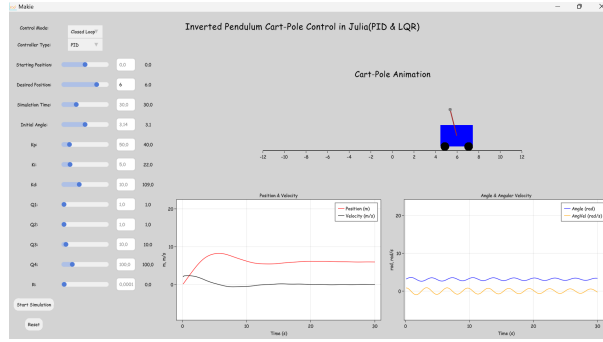 Makie
Inverted Pendulum Cart-Pole Control in Julia(PID & LQR)
Control Mode: Closed Loop
Controller Type: PID
Starting Position: 0.0 0.0
Desired Position: 6 6.0
Simulation Time: 30.0 30.0
Initial Angle: 3.14 3.1
Kp: 50.0 40.0
Ki: 5.0 22.0
Kd: 10.0 109.0
Q1: 1.0 1.0
Q2: 1.0 1.0
Q3: 10.0 10.0
Q4: 100.0 100.0
R: 0.0001 0.0
Start Simulation
Reset
Cart-Pole Animation
-12 -10 -8 -6 -4 -2 0 2 4 6 8 10 12
Position & Velocity
Position (m)
Velocity (m/s)
m, m/s
20
10
0
0 10 20 30
Time (s)
Angle & Angular Velocity
Angle (rad)
AngVel (rad/s)
rad, rad/s
20
10
0
0 10 20 30
Time (s)